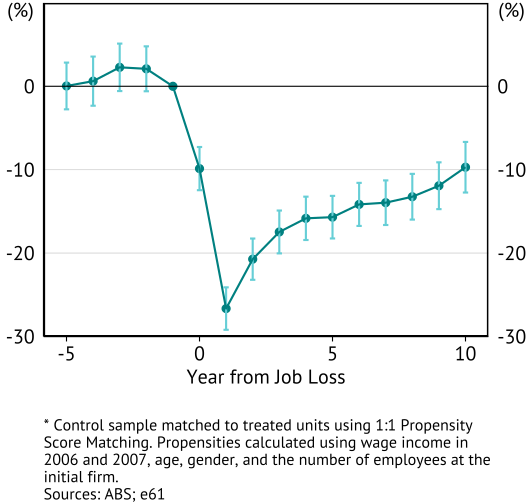 (%) (%)
0 0
-10 -10
-20 -20
-30 -30
-5 0 5 10
Year from Job Loss
* Control sample matched to treated units using 1:1 Propensity
Score Matching. Propensities calculated using wage income in
2006 and 2007, age, gender, and the number of employees at the
initial firm.
Sources: ABS; e61